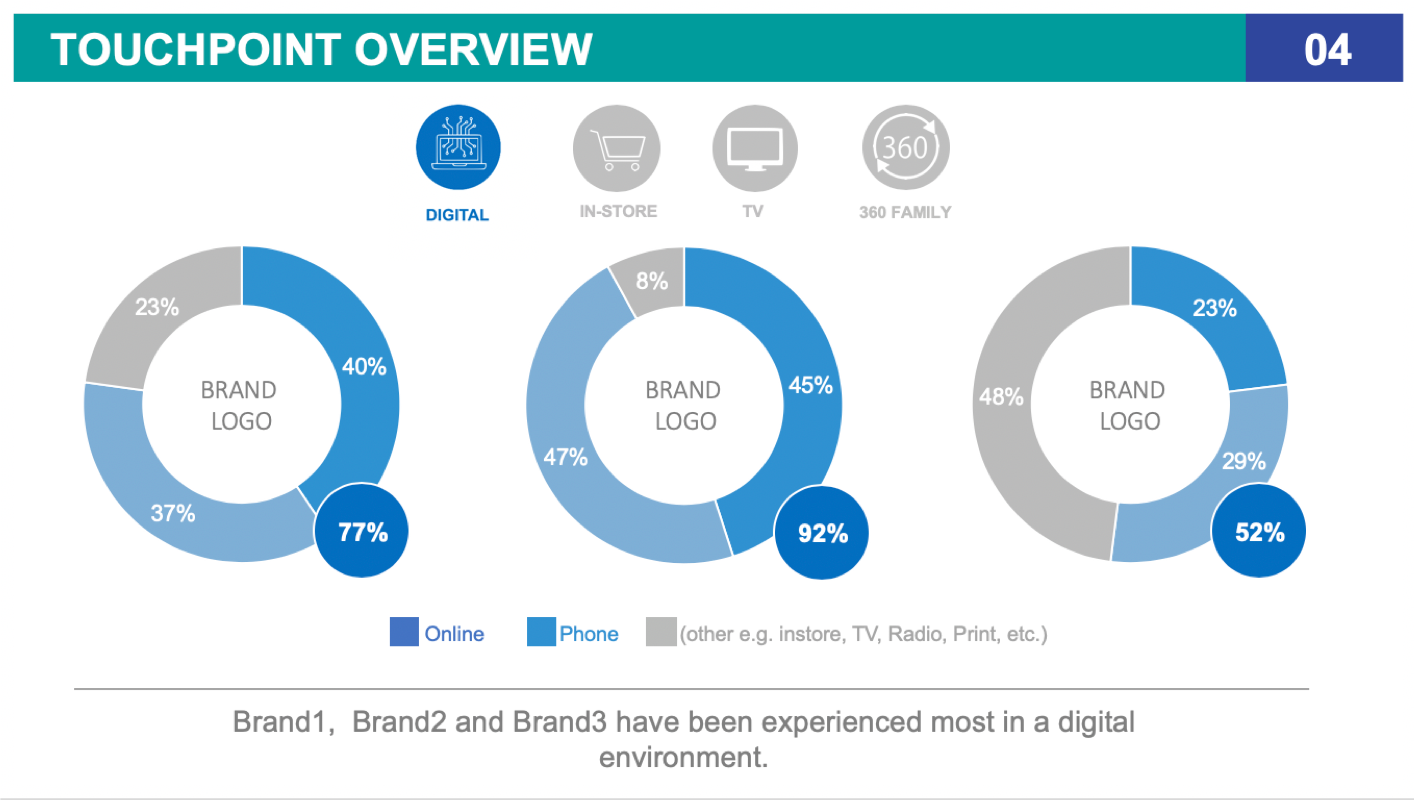 TOUCHPOINT OVERVIEW
04
360
DIGITAL
IN-STORE
TV
360 FAMILY
23%
40%
BRAND
LOGO
37%
77%
8%
45%
BRAND
LOGO
47%
92%
23%
48%
BRAND
LOGO
29%
52%
Online
Phone
(other e.g. instore, TV, Radio, Print, etc.)
Brand1,  Brand2 and Brand3 have been experienced most in a digital
environment.